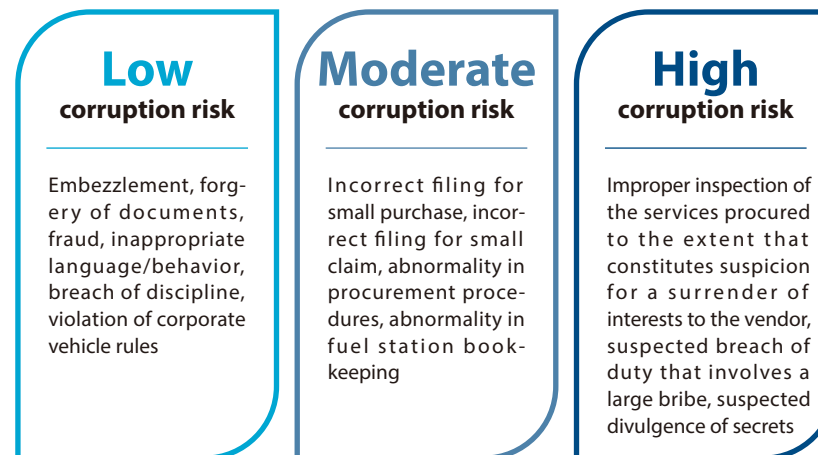 Low
corruption risk
Embezzlement, forg-
ery of documents,
fraud, inappropriate
language/behavior,
breach of discipline,
violation of corporate
vehicle rules
Moderate
corruption risk
Incorrect filing for
small purchase, incor-
rect filing for small
claim, abnormality in
procurement proce-
dures, abnormality in
fuel station book-
keeping
High
corruption risk
Improper inspection of
the services procured
to the extent that
constitutes suspicion
for a surrender of
interests to the vendor,
suspected breach of
duty that involves a
large bribe, suspected
divulgence of secrets